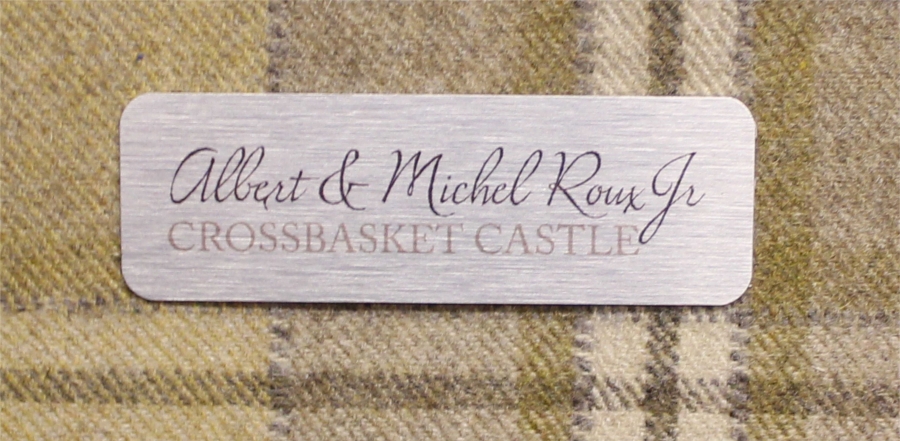 Albert & Michel Roux Jr
CROSSBASKET CASTLE